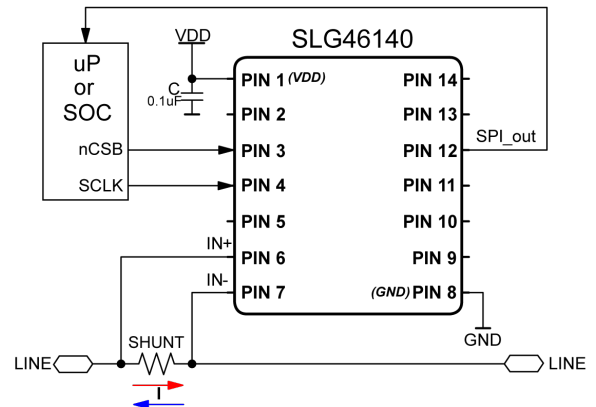 SLG46140
VDD
uP
or
SOC
nCSB
SCLK
C
0.1uF
PIN 1 (VDD)
PIN 2
PIN 3
PIN 4
PIN 5
PIN 6
PIN 7
IN+
IN-
PIN 14
PIN 13
PIN 12
PIN 11
PIN 10
PIN 9
(GND) PIN 8
SPI_out
GND
SHUNT
LINE
LINE
I